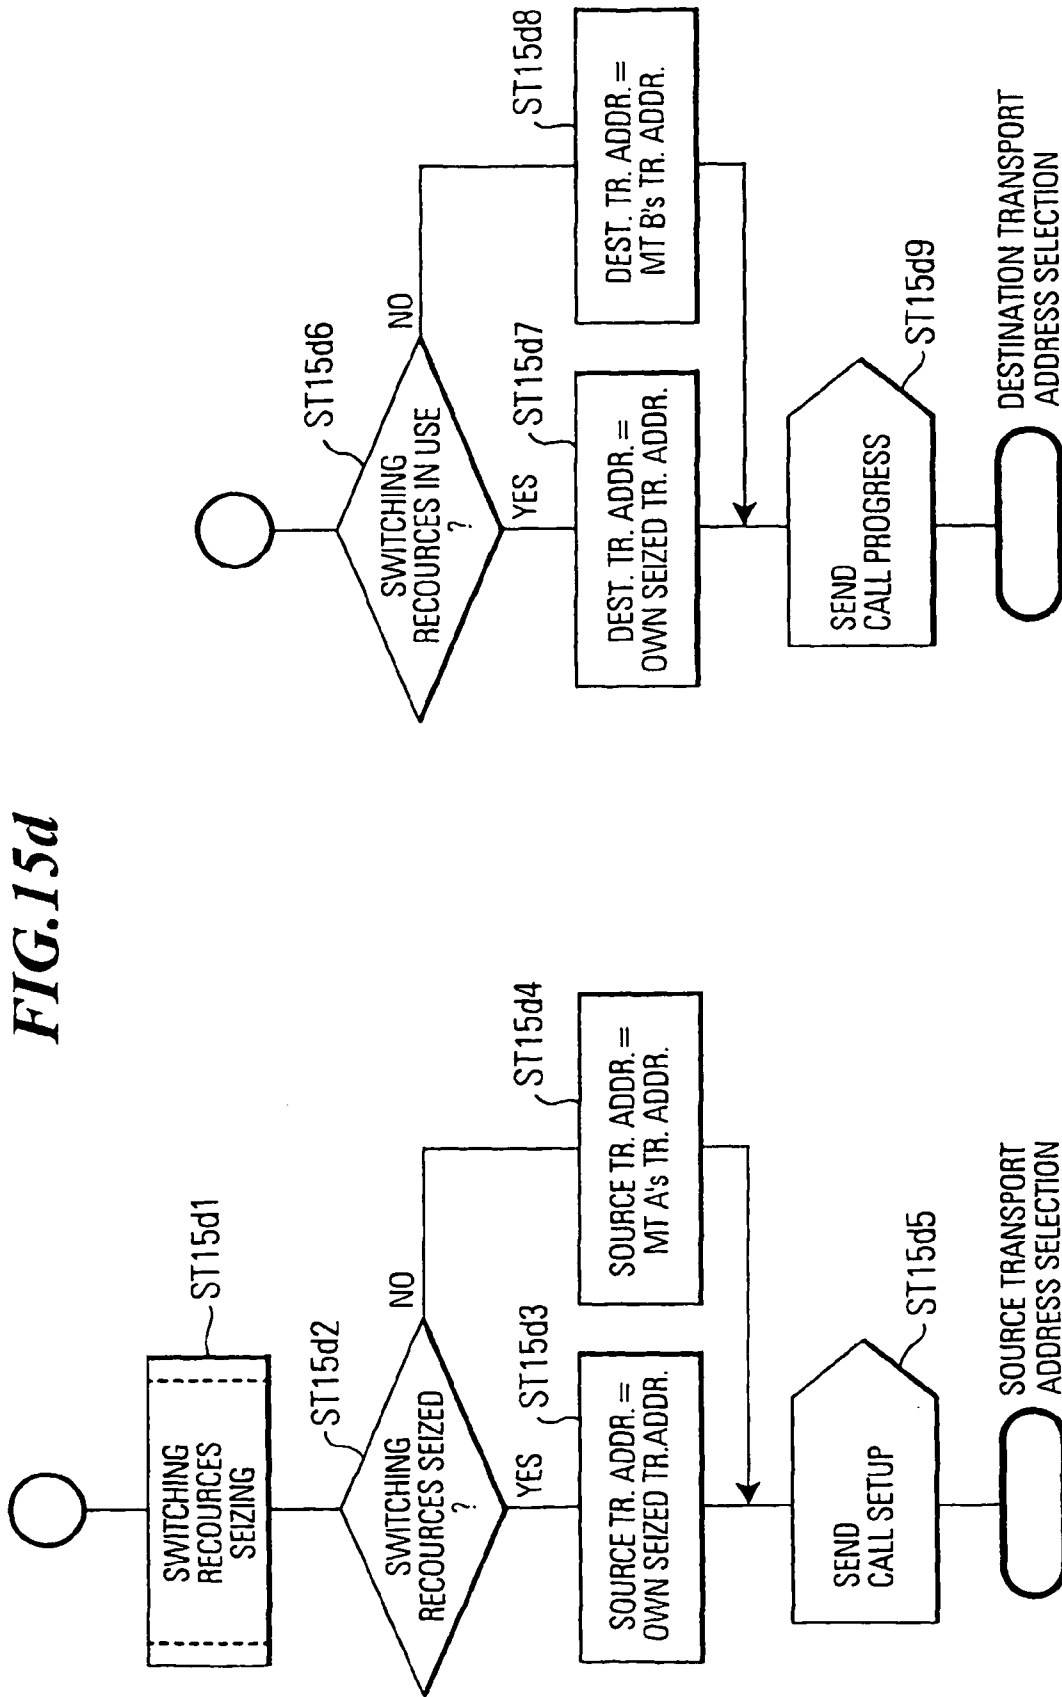 FIG.15d
SWITCHING
RECOURCES
SEIZING
ST15d1
SWITCHING
RECOURCES SEIZED
?
ST15d2
NO
YES
ST15d3
SOURCE TR. ADDR.=
OWN SEIZED TR.ADDR.
ST15d4
SOURCE TR. ADDR.=
MT A's TR. ADDR.
SEND
CALL SETUP
ST15d5
SOURCE TRANSPORT
ADDRESS SELECTION
SWITCHING
RECOURCES IN USE
?
ST15d6
NO
YES
ST15d7
DEST. TR. ADDR.=
OWN SEIZED TR. ADDR.
ST15d8
DEST. TR. ADDR.=
MT B's TR. ADDR.
SEND
CALL PROGRESS
ST15d9
DESTINATION TRANSPORT
ADDRESS SELECTION